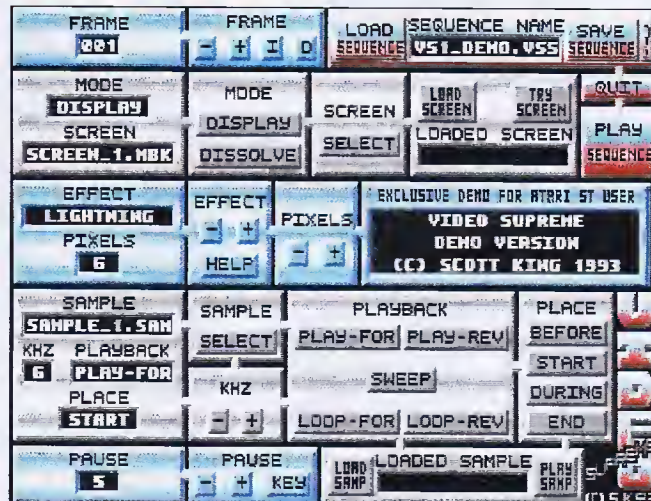 FRAME
001
FRAME
- + I D
LOAD
SEQUENCE
SEQUENCE NAME
VS1_DEMO.VSS
SAVE
SEQUENCE
MODE
DISPLAY
SCREEN
SCREEN_1.MBK
MODE
DISPLAY
DISSOLVE
SCREEN
SELECT
LOAD
SCREEN
TRY
SCREEN
LOADED SCREEN
QUIT
PLAY
SEQUENCE
EFFECT
LIGHTNING
PIXELS
6
EFFECT
- +
HELP
PIXELS
- +
EXCLUSIVE DEMO FOR ATARI ST USER
VIDEO SUPREME
DEMO VERSION
(C) SCOTT KING 1993
SAMPLE
SAMPLE_1.SAM
KHZ PLAYBACK
6 PLAY-FOR
PLACE
START
SAMPLE
SELECT
KHZ
- +
PLAYBACK
PLAY-FOR PLAY-REV
SWEEP
LOOP-FOR LOOP-REV
PLACE
BEFORE
START
DURING
END
PAUSE
5
PAUSE
- + KEY
LOAD
SAMP
LOADED SAMPLE
PLAY
SAMP